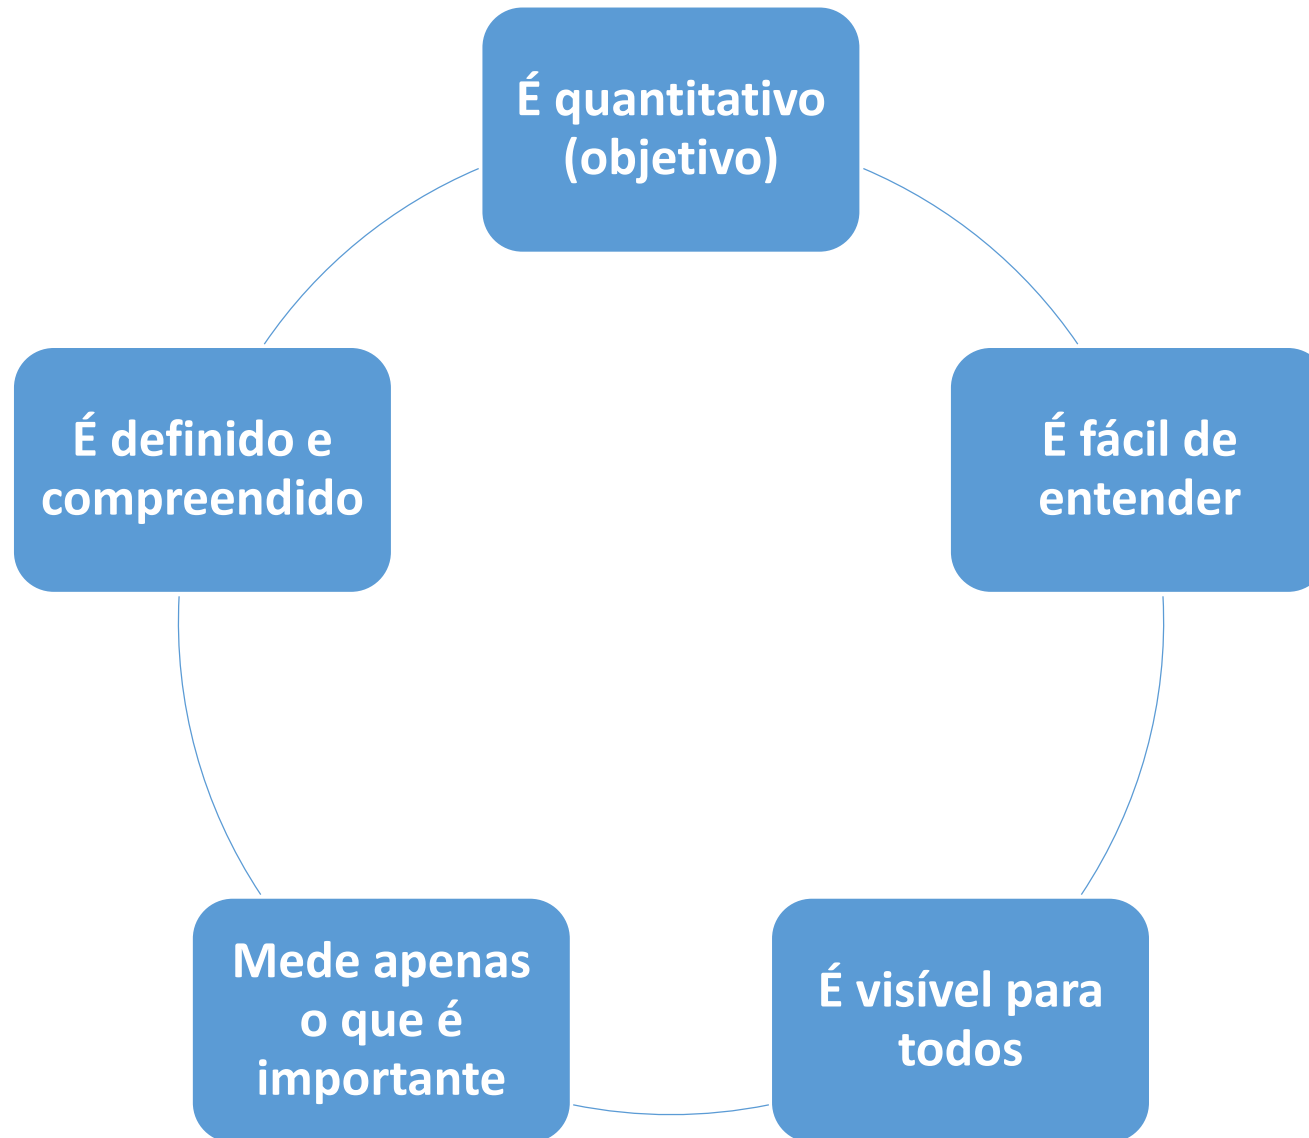 É quantitativo
(objetivo)
É fácil de
entender
É visível para
todos
Mede apenas
o que é
importante
É definido e
compreendido